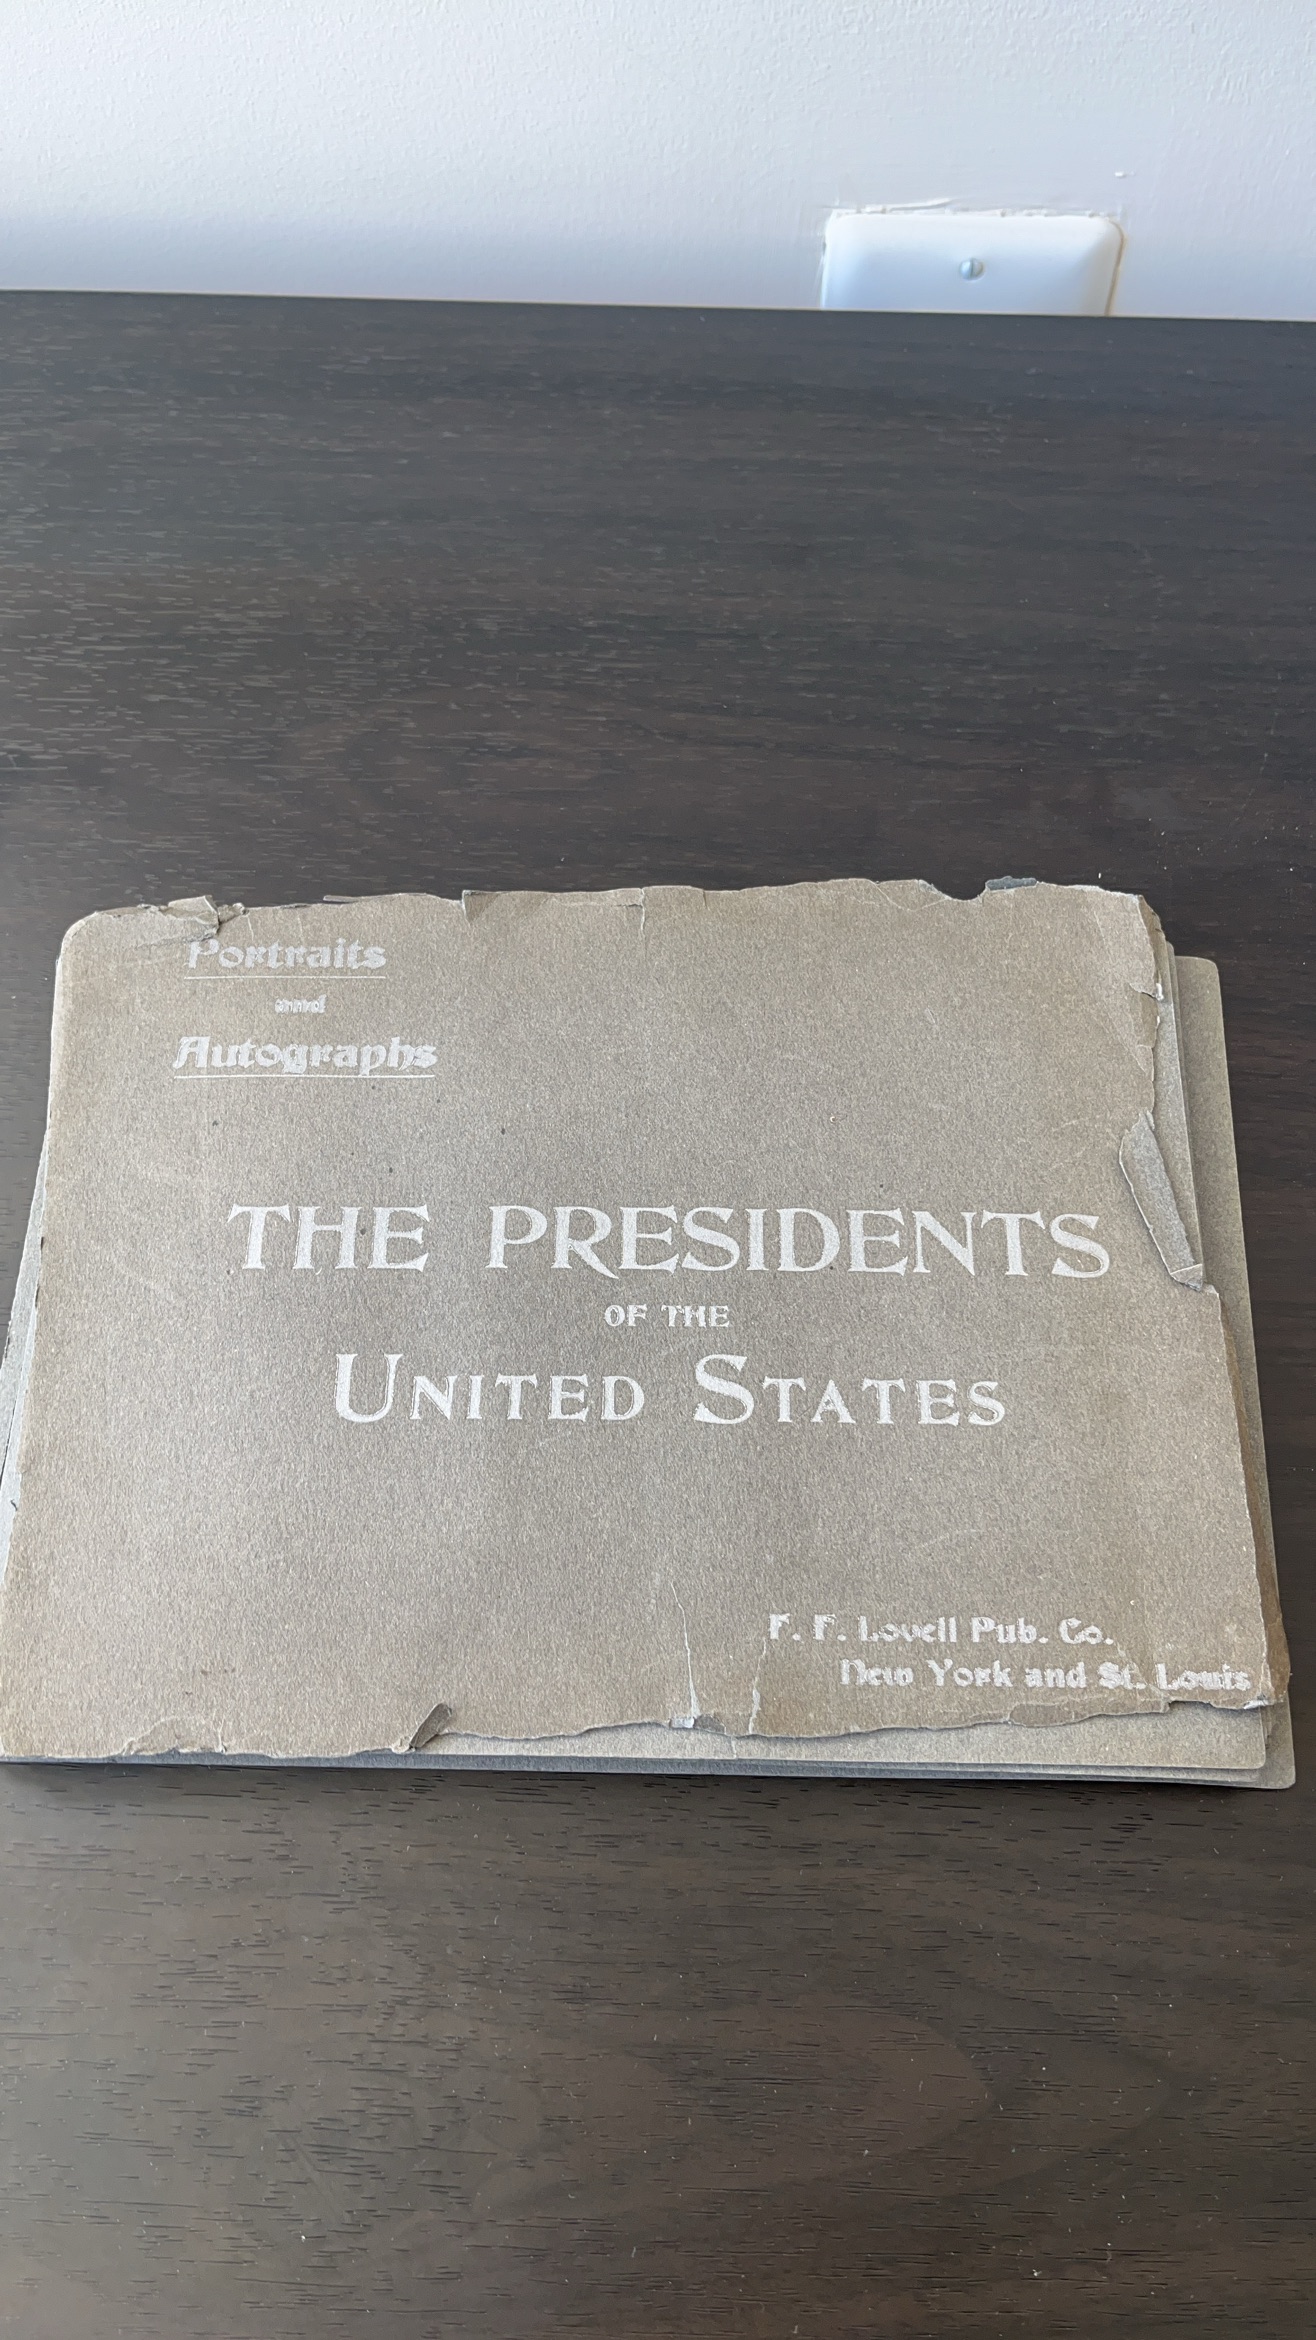 Portraits
and
Autographs
THE PRESIDENTS
OF THE
UNITED STATES
F. F. Lovell Pub. Co.
New York and St. Louis